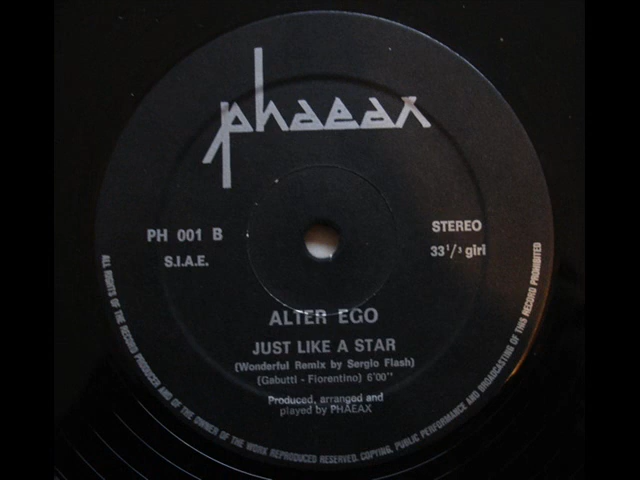 phaeax
PH 001 B
S.I.A.E.
STEREO
33 1/3 giri
ALTER EGO
JUST LIKE A STAR
(Wonderful Remix by Sergio Flash)
(Gabutti - Fiorentino) 6'00"
Produced, arranged and
played by PHAEAX
ALL RIGHTS OF THE RECORD PRODUCER AND OF THE OWNER OF THE WORK REPRODUCED RESERVED. COPYING, PUBLIC PERFORMANCE AND BROADCASTING OF THIS RECORD PROHIBITED